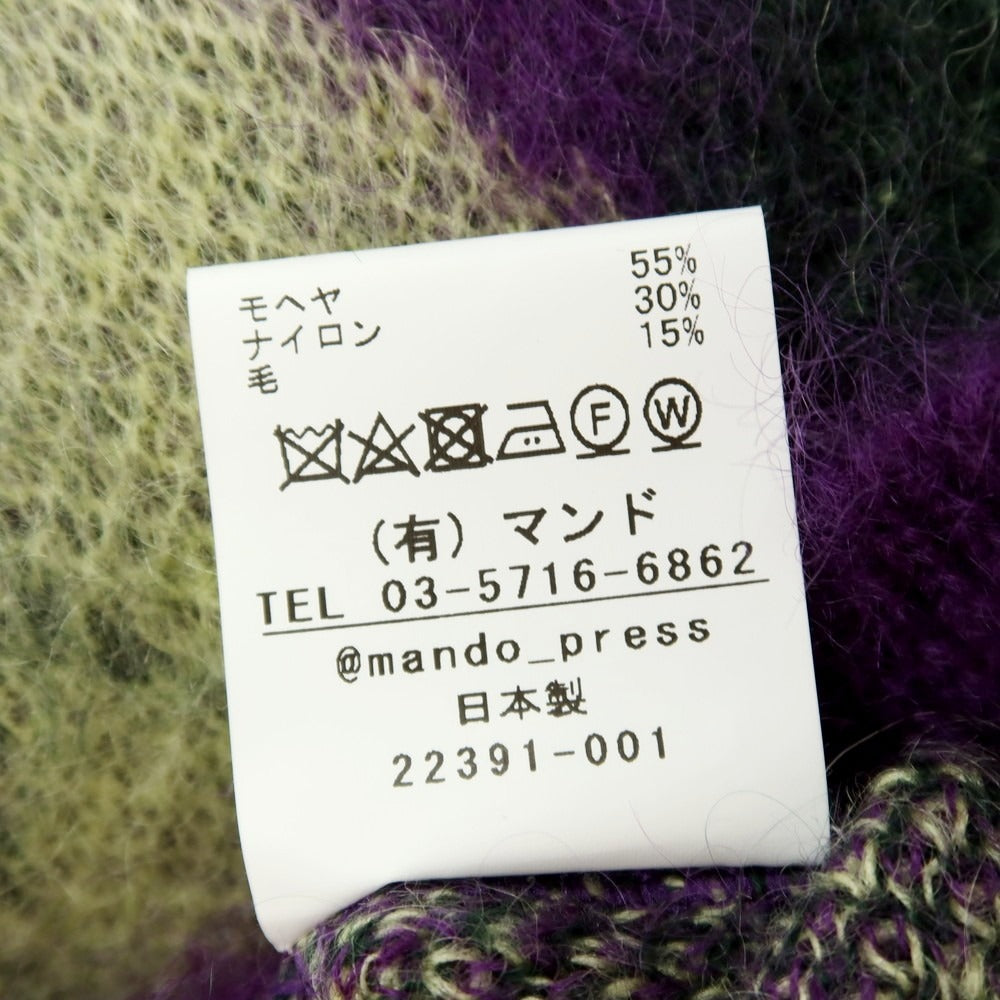 モヘヤ 55%
ナイロン 30%
毛 15%
F W
(有) マンド
TEL 03-5716-6862
@mando_press
日本製
22391-001